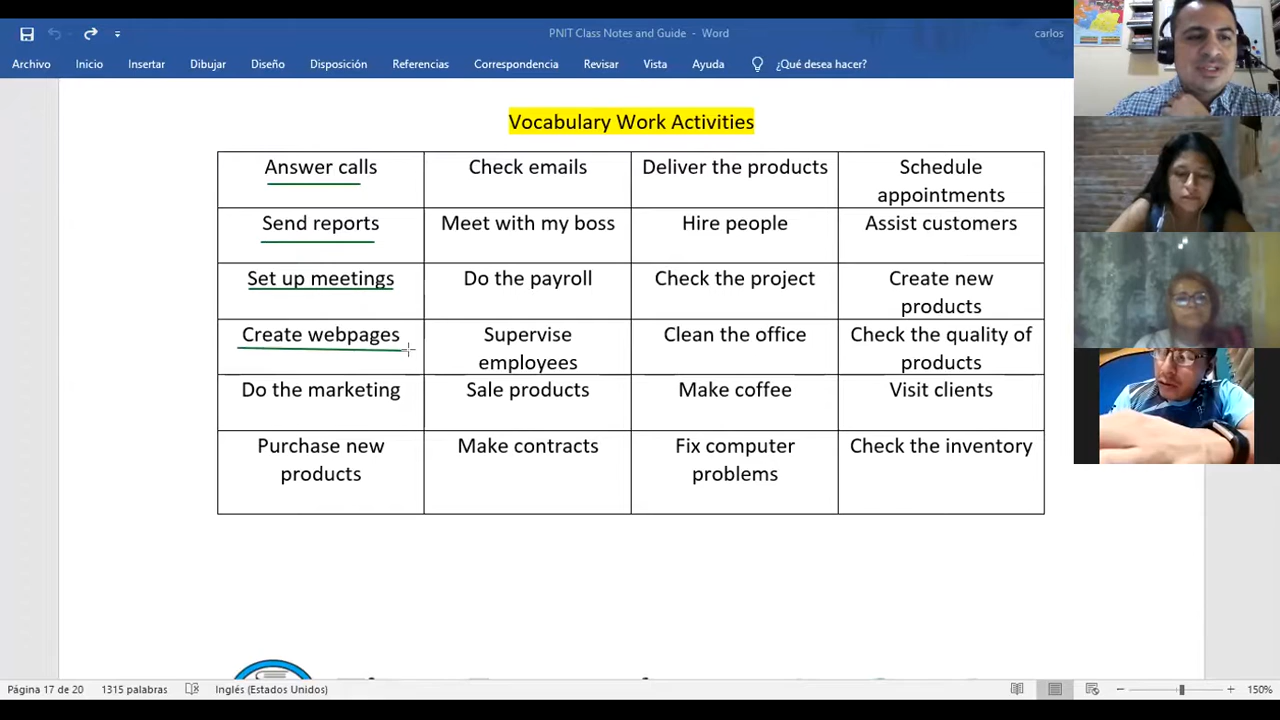 PNIT Class Notes and Guide - Word
carlos
Archivo Inicio Insertar Dibujar Diseño Disposición Referencias Correspondencia Revisar Vista Ayuda ¿Qué desea hacer?
Vocabulary Work Activities
Answer calls
Check emails
Deliver the products
Schedule
appointments
Send reports
Meet with my boss
Hire people
Assist customers
Set up meetings
Do the payroll
Check the project
Create new
products
Create webpages
Supervise
employees
Clean the office
Check the quality of
products
Do the marketing
Sale products
Make coffee
Visit clients
Purchase new
products
Make contracts
Fix computer
problems
Check the inventory
Página 17 de 20 1315 palabras Inglés (Estados Unidos) 150%